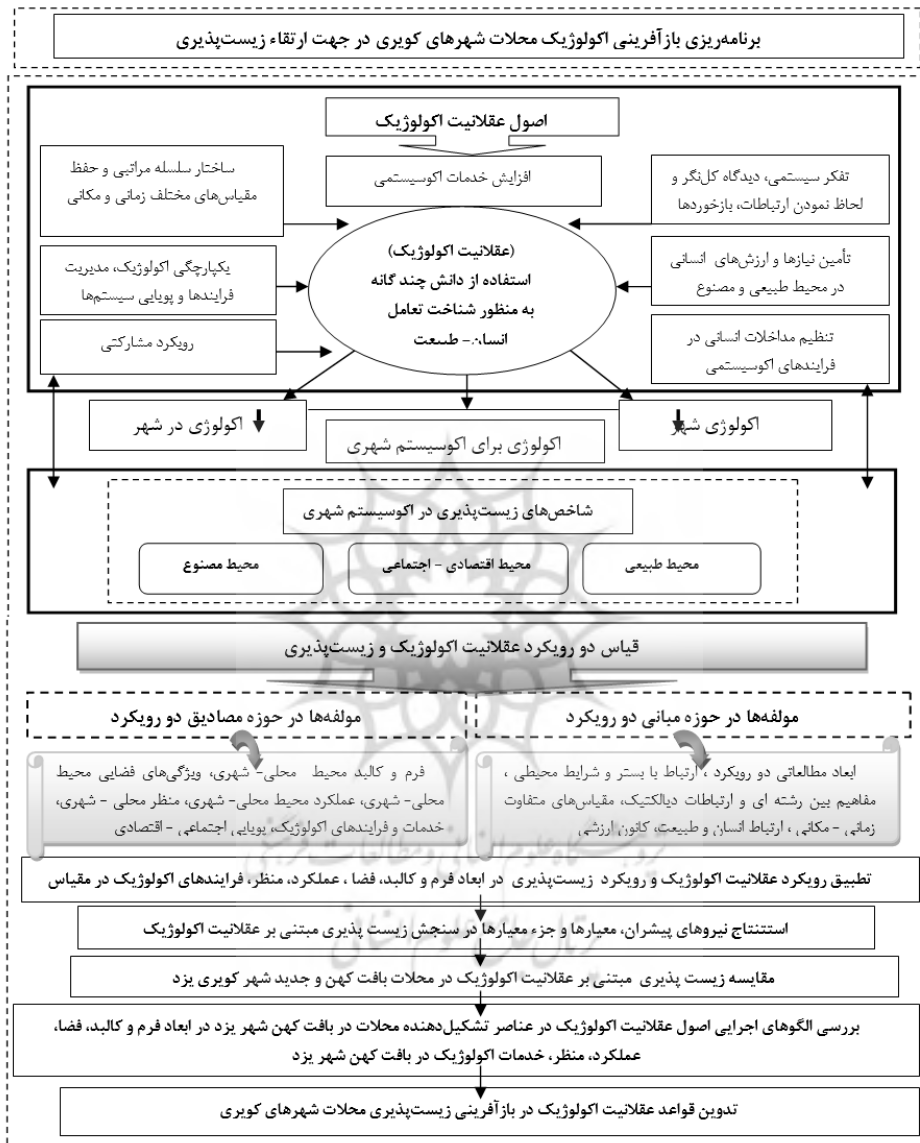 برنامه‌ریزی بازآفرینی اکولوژیک محلات شهرهای کویری در جهت ارتقاء زیست‌پذیری
اصول عقلانیت اکولوژیک
افزایش خدمات اکوسیستمی
تفکر سیستمی، دیدگاه کل‌نگر و
لحاظ نمودن ارتباطات، بازخوردها
تأمین نیازها و ارزش‌های انسانی
در محیط طبیعی و مصنوع
تنظیم مداخلات انسانی در
فرایندهای اکوسیستمی
(عقلانیت اکولوژیک)
استفاده از دانش چند گانه
به منظور شناخت تعامل
انسان - طبیعت
ساختار سلسله مراتبی و حفظ
مقیاس‌های مختلف زمانی و مکانی
یکپارچگی اکولوژیک، مدیریت
فرایندها و پویایی سیستم‌ها
رویکرد مشارکتی
اکولوژی شهر
اکولوژی برای اکوسیستم شهری
اکولوژی در شهر
شاخص‌های زیست‌پذیری در اکوسیستم شهری
محیط طبیعی
محیط اقتصادی - اجتماعی
محیط مصنوع
قیاس دو رویکرد عقلانیت اکولوژیک و زیست‌پذیری
مولفه‌ها در حوزه مبانی دو رویکرد
ابعاد مطالعاتی دو رویکرد ، ارتباط با بستر و شرایط محیطی ،
مفاهیم بین رشته ای و ارتباطات دیالکتیک، مقیاس‌های متفاوت
زمانی - مکانی ، ارتباط انسان و طبیعت، کانون ارزشی
مولفه‌ها در حوزه مصادیق دو رویکرد
فرم و کالبد محیط محلی- شهری، ویژگی‌های فضایی محیط
محلی- شهری، عملکرد محیط محلی- شهری، منظر محلی - شهری،
خدمات و فرایندهای اکولوژیک، پویایی اجتماعی - اقتصادی
پژوهشگاه علوم انسانی و مطالعات فرهنگی
تطبیق رویکرد عقلانیت اکولوژیک و رویکرد زیست‌پذیری در ابعاد فرم و کالبد، فضا ، عملکرد، منظر، فرایندهای اکولوژیک در مقیاس
استتنتاج نیروهای پیشران، معیارها و جزء معیارها در سنجش زیست پذیری مبتنی بر عقلانیت اکولوژیک
پرتال جامع علوم انسانی
مقایسه زیست پذیری مبتنی بر عقلانیت اکولوژیک در محلات بافت کهن و جدید شهر کویری یزد
بررسی الگوهای اجرایی اصول عقلانیت اکولوژیک در عناصر تشکیل‌دهنده محلات در بافت کهن شهر یزد در ابعاد فرم و کالبد، فضا،
عملکرد، منظر، خدمات اکولوژیک در بافت کهن شهر یزد
تدوین قواعد عقلانیت اکولوژیک در بازآفرینی زیست‌پذیری محلات شهرهای کویری